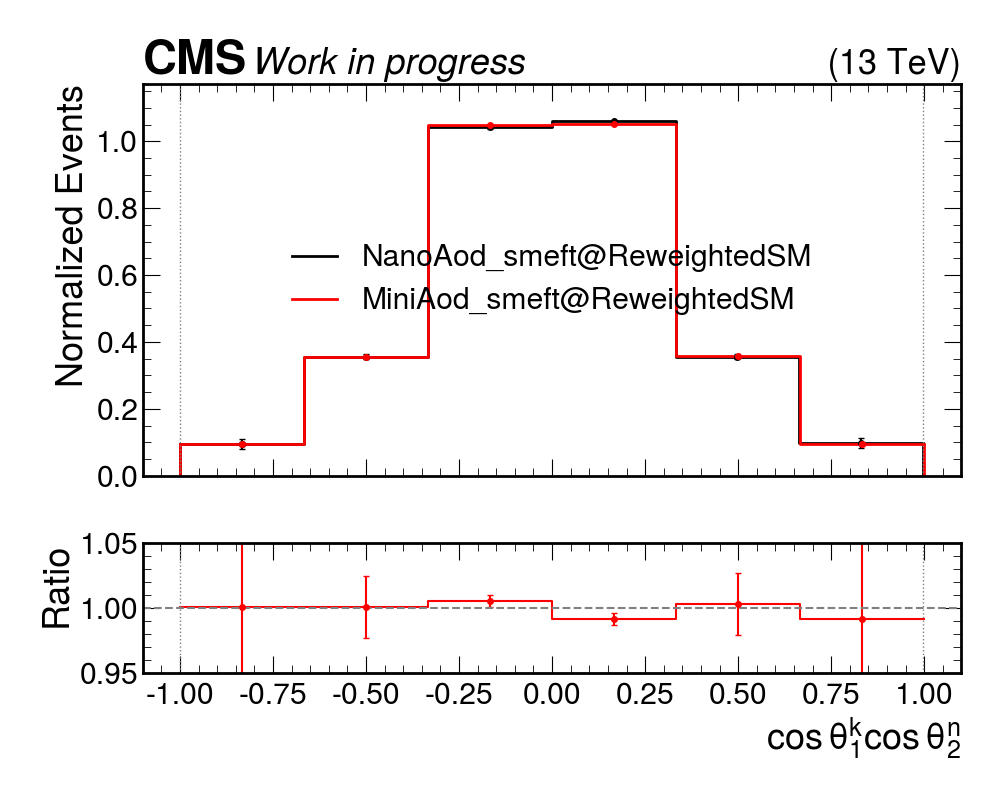 CMS Work in progress (13 TeV)
Normalized Events
1.0
0.8
0.6
0.4
0.2
0.0
NanoAod_smeft@ReweightedSM
MiniAod_smeft@ReweightedSM
Ratio
1.05
1.00
0.95
-1.00 -0.75 -0.50 -0.25 0.00 0.25 0.50 0.75 1.00
cos θ₁ᵏcos θ₂ⁿ